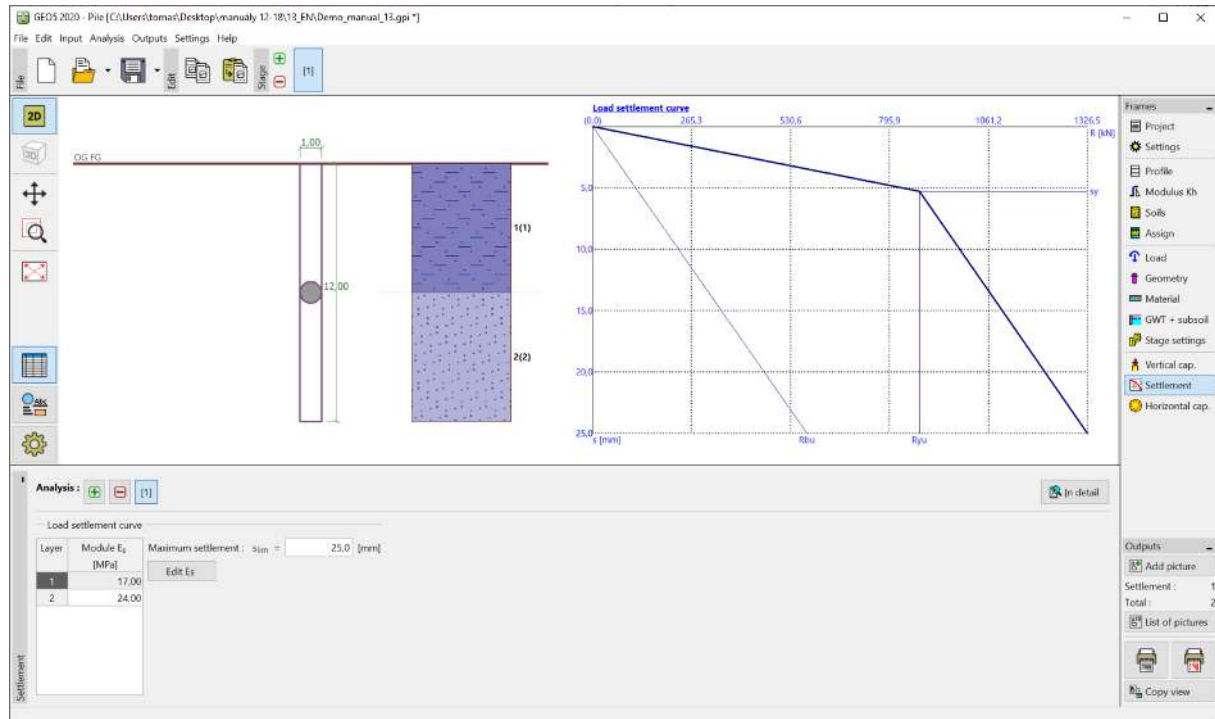 GEO5 2020 - Pile [C:\Users\tomas\Desktop\manuály 12-18\13_EN\Demo_manual_13.gpi *]
File Edit Input Analysis Outputs Settings Help
File
Edit
Stage
[1]
2D
3D
OG FG
1,00
12,00
1(1)
2(2)
Load settlement curve
(0,0) 265,3 530,6 795,9 1061,2 1326,5
R [kN]
5,0
sy
10,0
15,0
20,0
25,0
s [mm]
Rbu
Ryu
Frames
Project
Settings
Profile
Modulus Kh
Soils
Assign
Load
Geometry
Material
GWT + subsoil
Stage settings
Vertical cap.
Settlement
Horizontal cap.
Abc
Settlement
Analysis : [1]
In detail
Load settlement curve
Layer Module Es
[MPa]
1 17,00
2 24,00
Maximum settlement : slim = 25,0 [mm]
Edit Es
Outputs
Add picture
Settlement : 1
Total : 2
List of pictures
Copy view